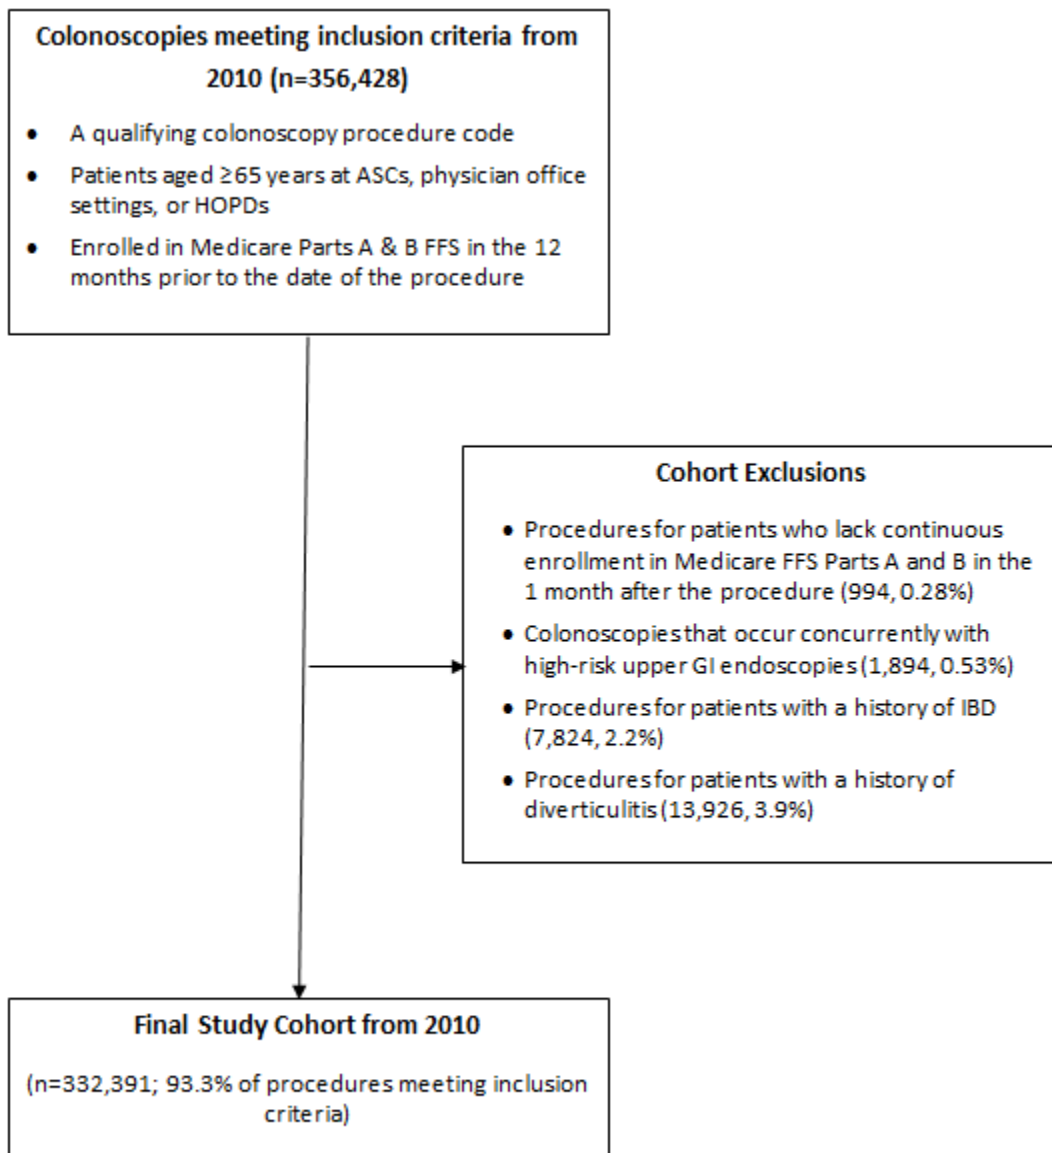 Colonoscopies meeting inclusion criteria from
2010 (n=356,428)
• A qualifying colonoscopy procedure code
• Patients aged ≥65 years at ASCs, physician office
settings, or HOPDs
• Enrolled in Medicare Parts A & B FFS in the 12
months prior to the date of the procedure
Cohort Exclusions
• Procedures for patients who lack continuous
enrollment in Medicare FFS Parts A and B in the
1 month after the procedure (994, 0.28%)
• Colonoscopies that occur concurrently with
high-risk upper GI endoscopies (1,894, 0.53%)
• Procedures for patients with a history of IBD
(7,824, 2.2%)
• Procedures for patients with a history of
diverticulitis (13,926, 3.9%)
Final Study Cohort from 2010
(n=332,391; 93.3% of procedures meeting inclusion
criteria)